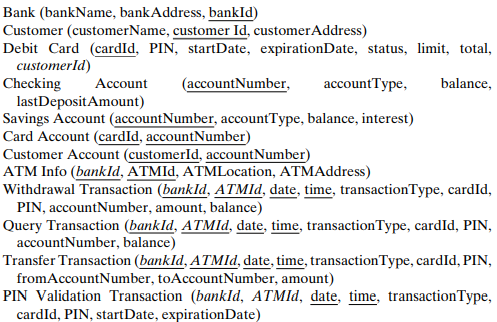 Bank (bankName, bankAddress, bankId)
Customer (customerName, customer Id, customerAddress)
Debit Card (cardId, PIN, startDate, expirationDate, status, limit, total,
customerId)
Checking Account (accountNumber, accountType, balance,
lastDepositAmount)
Savings Account (accountNumber, accountType, balance, interest)
Card Account (cardId, accountNumber)
Customer Account (customerId, accountNumber)
ATM Info (bankId, ATMId, ATMLocation, ATMAddress)
Withdrawal Transaction (bankId, ATMId, date, time, transactionType, cardId,
PIN, accountNumber, amount, balance)
Query Transaction (bankId, ATMId, date, time, transactionType, cardId, PIN,
accountNumber, balance)
Transfer Transaction (bankId, ATMId, date, time, transactionType, cardId, PIN,
fromAccountNumber, toAccountNumber, amount)
PIN Validation Transaction (bankId, ATMId, date, time, transactionType,
cardId, PIN, startDate, expirationDate)